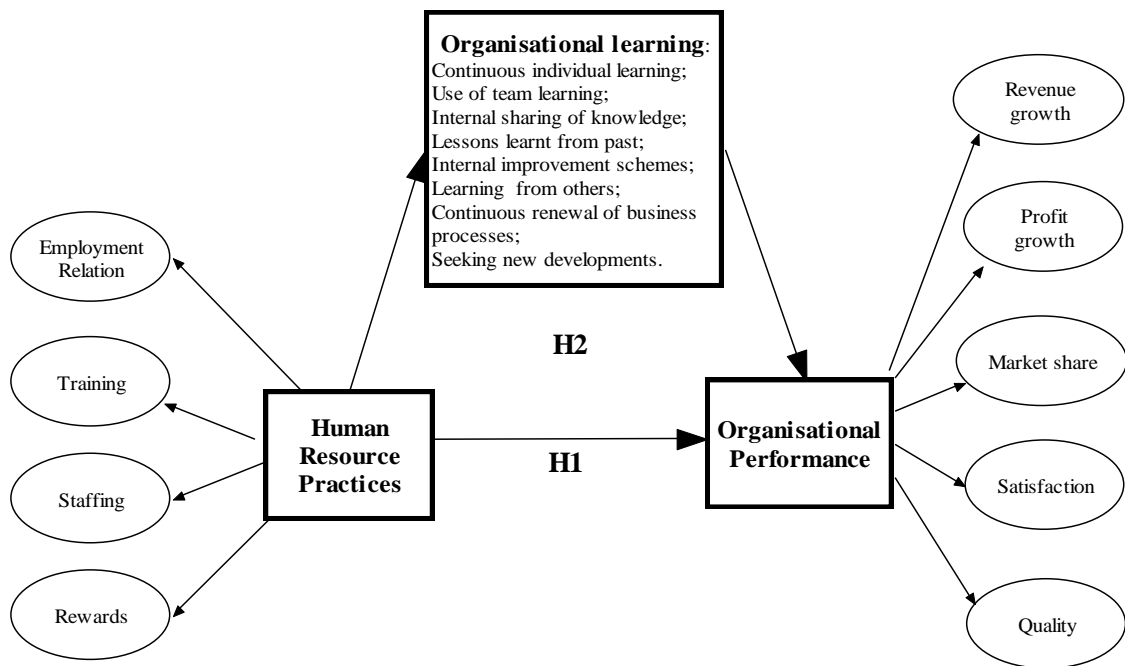 Organisational learning:
Continuous individual learning;
Use of team learning;
Internal sharing of knowledge;
Lessons learnt from past;
Internal improvement schemes;
Learning from others;
Continuous renewal of business
processes;
Seeking new developments.
Revenue
growth
Profit
growth
Employment
Relation
H2
Market share
Training
Human
Resource
Practices
H1
Organisational
Performance
Staffing
Satisfaction
Rewards
Quality